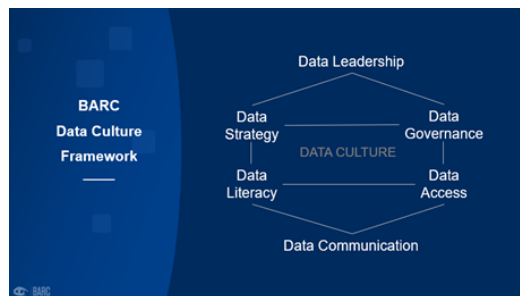 BARC
Data Culture
Framework
Data Leadership
Data
Strategy
Data
Governance
DATA CULTURE
Data
Literacy
Data
Access
Data Communication
BARC